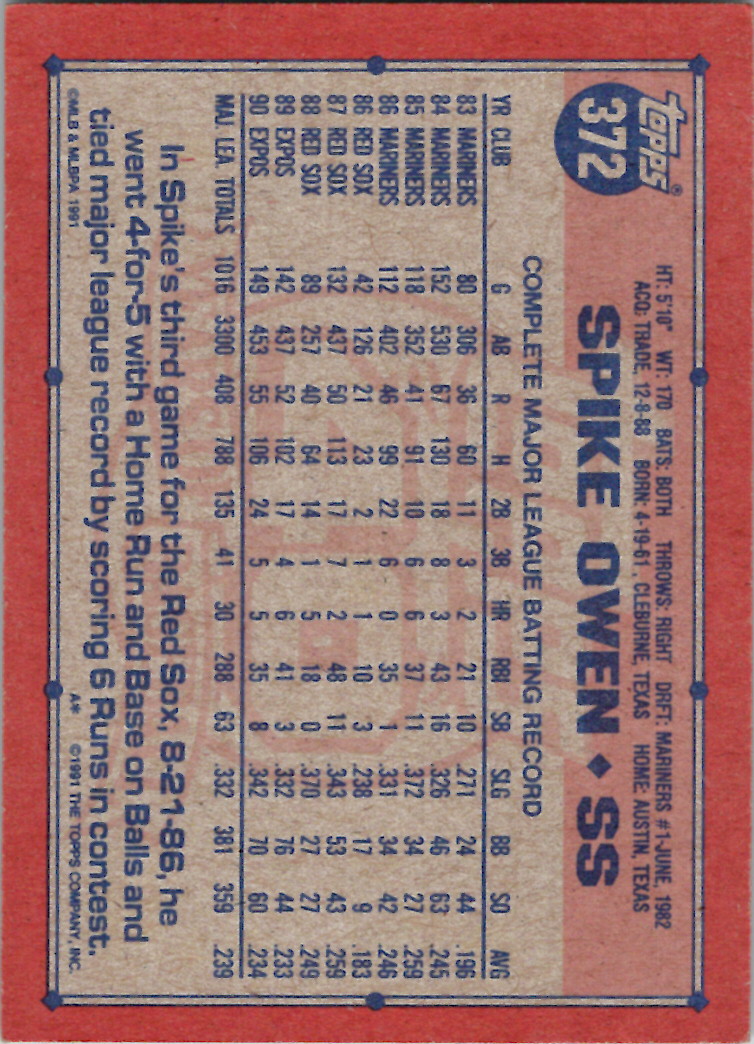 topps®
372
HT: 5'10" WT: 170 BATS: BOTH THROWS: RIGHT DRFT: MARINERS #1-JUNE, 1982
ACQ: TRADE, 12-8-88 BORN: 4-19-61, CLEBURNE, TEXAS HOME: AUSTIN, TEXAS
SPIKE OWEN ♦ SS
COMPLETE MAJOR LEAGUE BATTING RECORD
YR CLUB G AB R H 2B 3B HR RBI SB SLG BB SO AVG
83 MARINERS 80 306 36 60 11 3 2 21 10 .271 24 44 .196
84 MARINERS 152 530 67 130 18 8 3 43 16 .326 46 63 .245
85 MARINERS 118 352 41 91 10 6 6 37 11 .372 34 27 .259
86 MARINERS 112 402 46 99 22 6 0 35 1 .331 34 42 .246
86 RED SOX 42 126 21 23 2 1 1 10 3 .238 17 9 .183
87 RED SOX 132 437 50 113 17 7 2 48 11 .343 53 43 .259
88 RED SOX 89 257 40 64 14 1 5 18 0 .370 27 27 .249
89 EXPOS 142 437 52 102 17 4 6 41 3 .332 76 44 .233
90 EXPOS 149 453 55 106 24 5 5 35 8 .342 70 60 .234
MAJ. LEA. TOTALS 1016 3300 408 788 135 41 30 288 63 .332 381 359 .239
In Spike's third game for the Red Sox, 8-21-86, he
went 4-for-5 with a Home Run and Base on Balls and
tied major league record by scoring 6 Runs in contest.
©MLB & MLBPA 1991 A* ©1991 THE TOPPS COMPANY, INC.